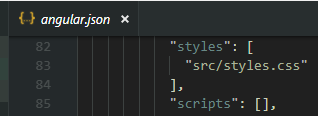 {..} angular.json ×
82 "styles": [
83 "src/styles.css"
84 ],
85 "scripts": [],